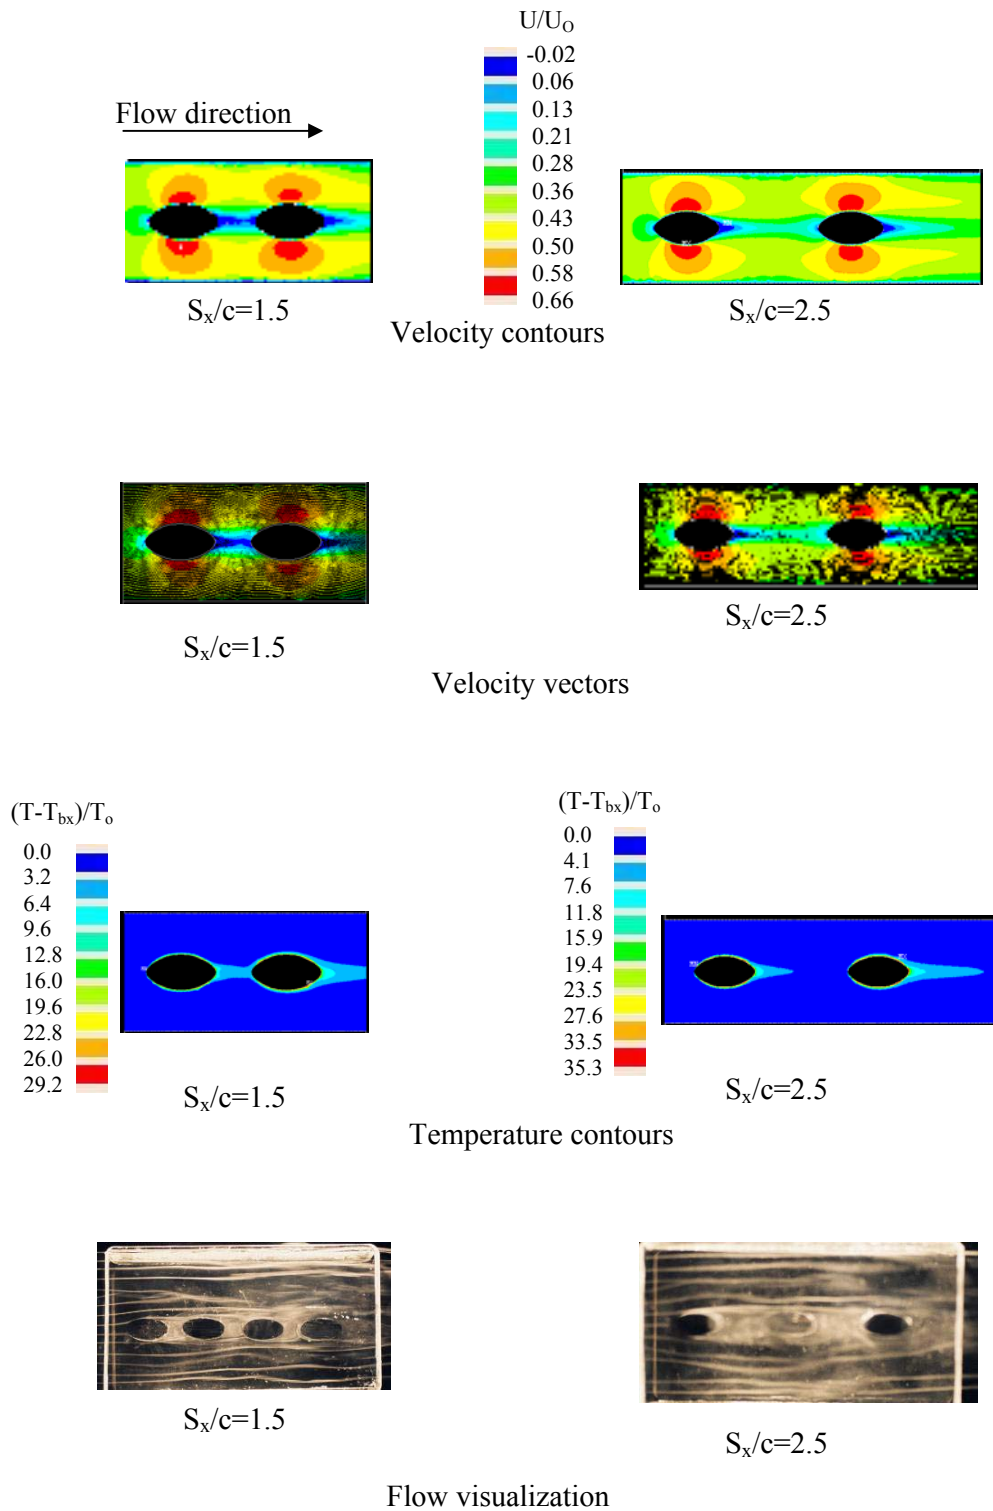 U/U_O
-0.02
0.06
0.13
0.21
0.28
0.36
0.43
0.50
0.58
0.66
Flow direction
S_x/c=1.5
S_x/c=2.5
Velocity contours
S_x/c=1.5
S_x/c=2.5
Velocity vectors
(T-T_bx)/T_o
0.0
3.2
6.4
9.6
12.8
16.0
19.6
22.8
26.0
29.2
(T-T_bx)/T_o
0.0
4.1
7.6
11.8
15.9
19.4
23.5
27.6
33.5
35.3
S_x/c=1.5
S_x/c=2.5
Temperature contours
S_x/c=1.5
S_x/c=2.5
Flow visualization